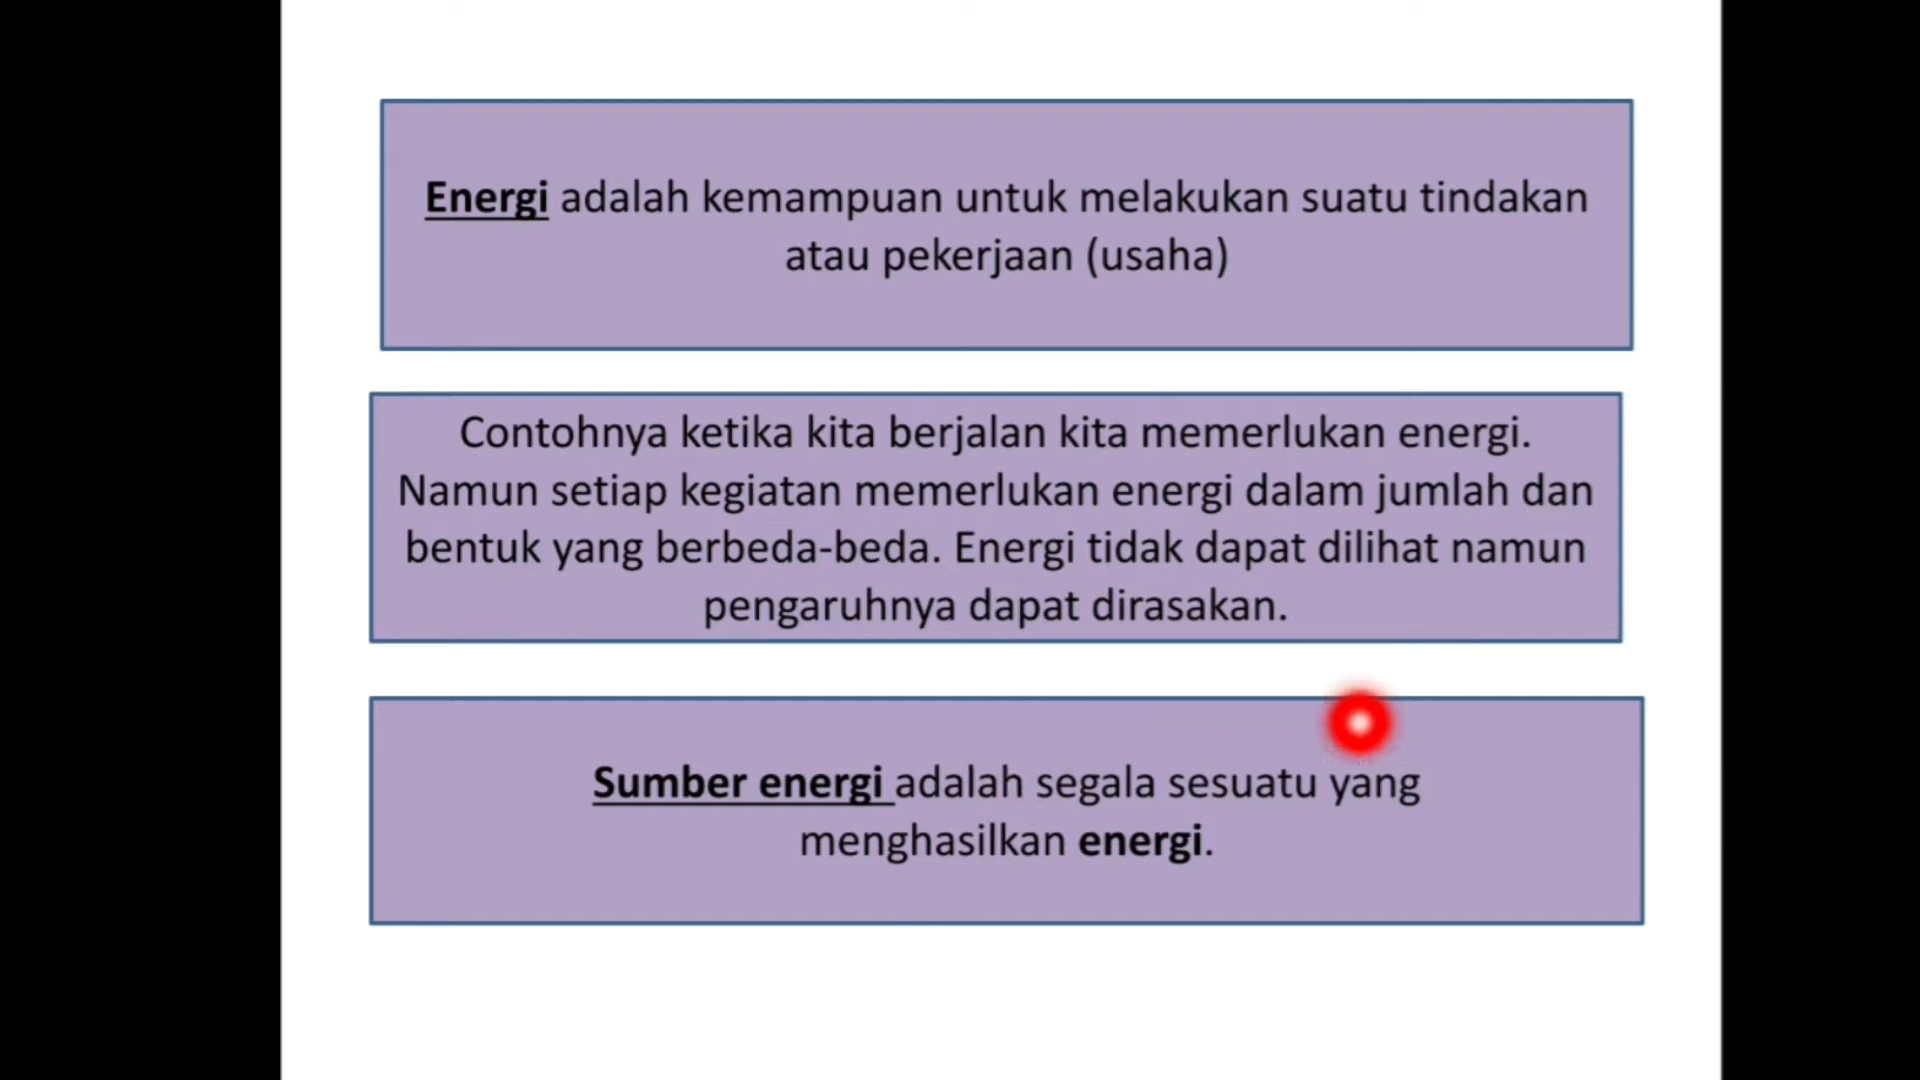 Energi adalah kemampuan untuk melakukan suatu tindakan
atau pekerjaan (usaha)
Contohnya ketika kita berjalan kita memerlukan energi.
Namun setiap kegiatan memerlukan energi dalam jumlah dan
bentuk yang berbeda-beda. Energi tidak dapat dilihat namun
pengaruhnya dapat dirasakan.
Sumber energi adalah segala sesuatu yang
menghasilkan energi.